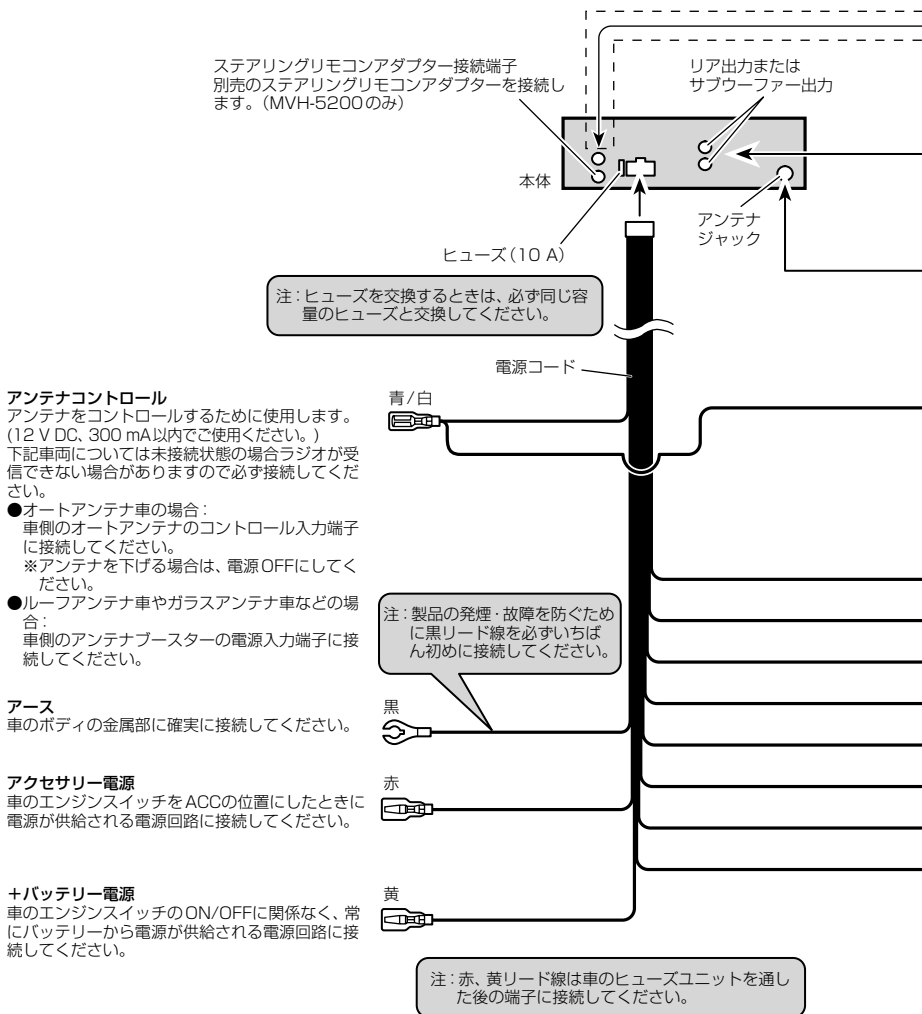 ステアリングリモコンアダプター接続端子
別売のステアリングリモコンアダプターを接続し
ます。(MVH-5200のみ)
リア出力または
サブウーファー出力
本体
アンテナ
ジャック
ヒューズ(10 A)
注:ヒューズを交換するときは、必ず同じ容
量のヒューズと交換してください。
電源コード
アンテナコントロール
アンテナをコントロールするために使用します。
(12 V DC、300 mA以内でご使用ください。)
下記車両については未接続状態の場合ラジオが受
信できない場合がありますので必ず接続してくだ
さい。
●オートアンテナ車の場合:
車側のオートアンテナのコントロール入力端子
に接続してください。
※アンテナを下げる場合は、電源OFFにしてく
ださい。
●ルーフアンテナ車やガラスアンテナ車などの場
合:
車側のアンテナブースターの電源入力端子に接
続してください。
青/白
注:製品の発煙・故障を防ぐため
に黒リード線を必ずいちば
ん初めに接続してください。
アース
車のボディの金属部に確実に接続してください。
黒
アクセサリー電源
車のエンジンスイッチをACCの位置にしたときに
電源が供給される電源回路に接続してください。
赤
+バッテリー電源
車のエンジンスイッチのON/OFFに関係なく、常
にバッテリーから電源が供給される電源回路に接
続してください。
黄
注:赤、黄リード線は車のヒューズユニットを通し
た後の端子に接続してください。